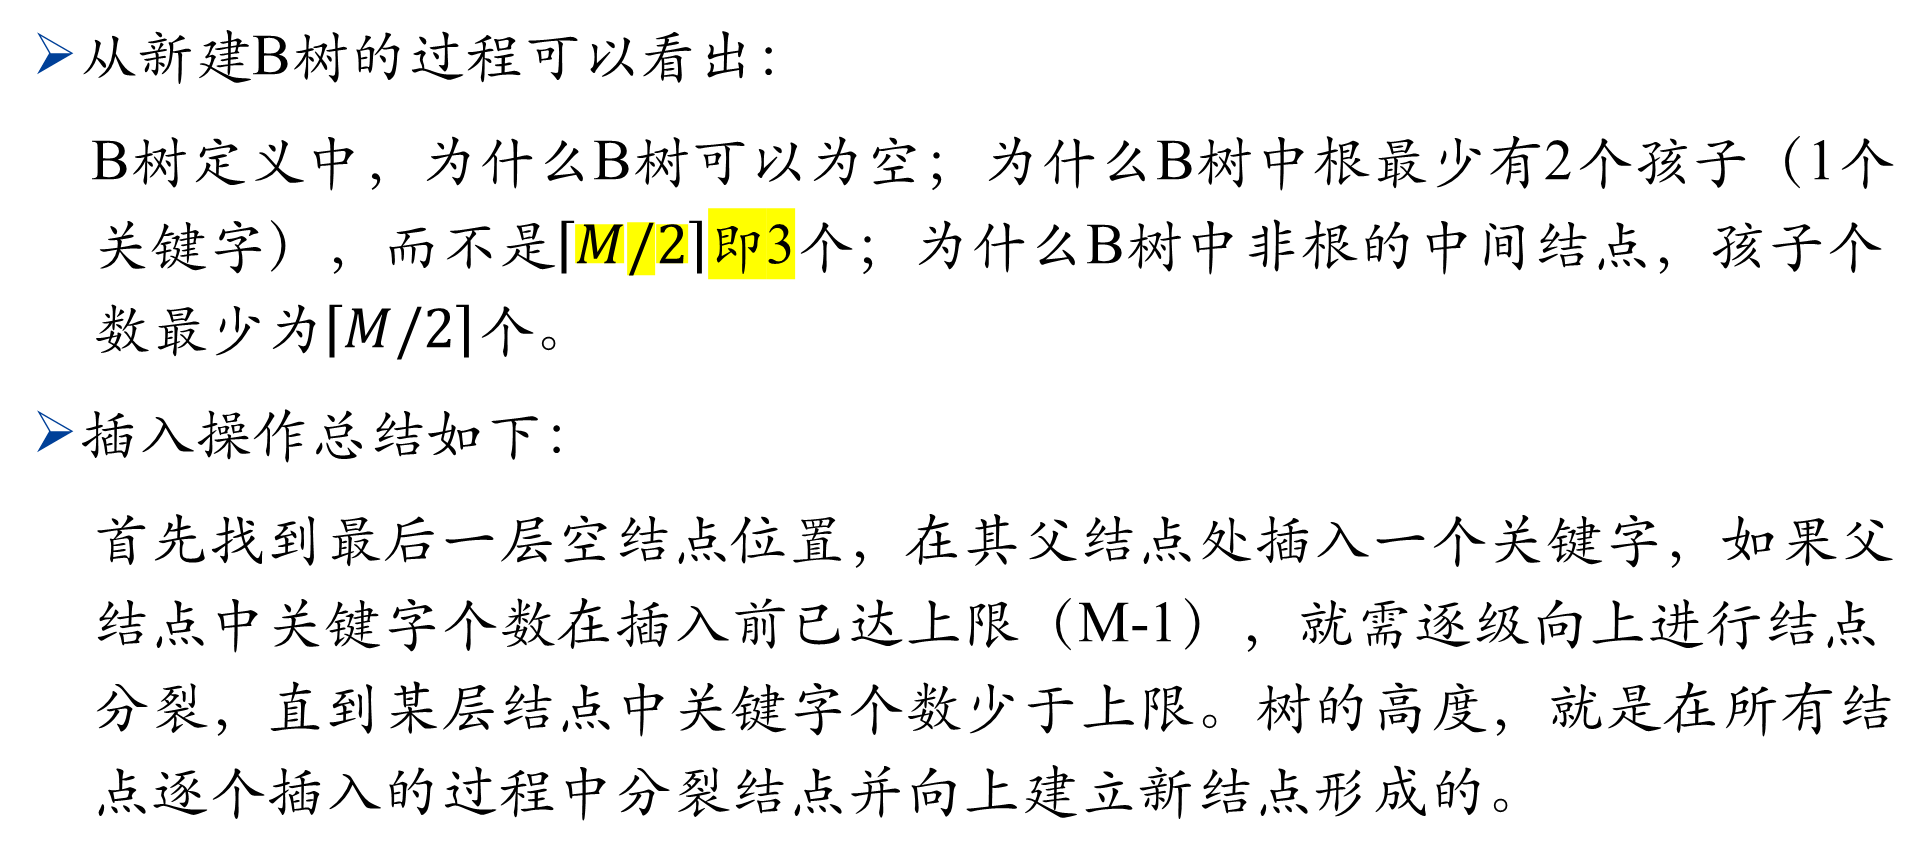 ➢从新建B树的过程可以看出：
B树定义中，为什么B树可以为空；为什么B树中根最少有2个孩子（1个
关键字），而不是⌈M/2⌉即3个；为什么B树中非根的中间结点，孩子个
数最少为⌈M/2⌉个。
➢插入操作总结如下：
首先找到最后一层空结点位置，在其父结点处插入一个关键字，如果父
结点中关键字个数在插入前已达上限（M-1），就需逐级向上进行结点
分裂，直到某层结点中关键字个数少于上限。树的高度，就是在所有结
点逐个插入的过程中分裂结点并向上建立新结点形成的。